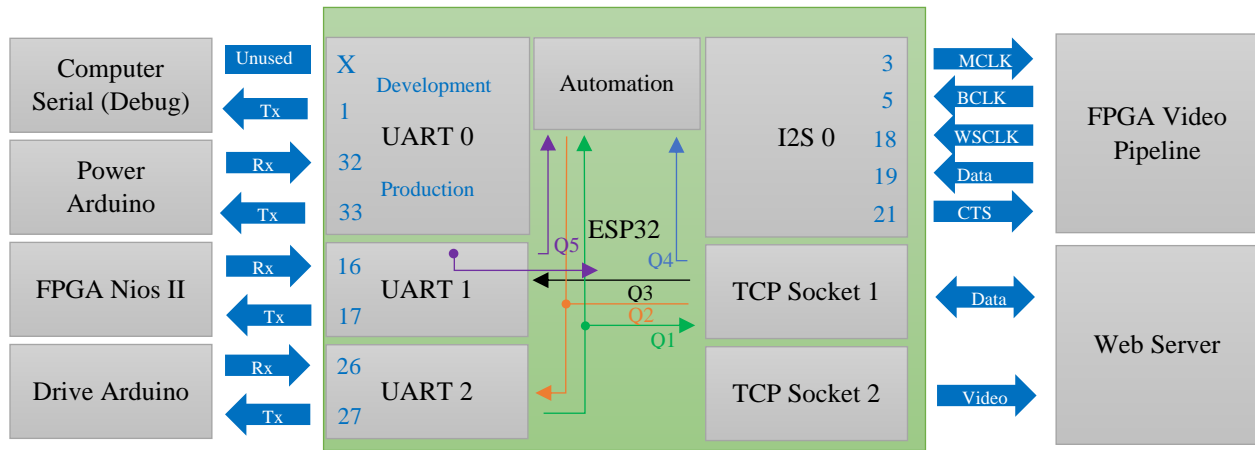 Computer
Serial (Debug)
Power
Arduino
FPGA Nios II
Drive Arduino
Unused
Tx
Rx
Tx
Rx
Tx
Rx
Tx
X
Development
1
UART 0
32
Production
33
16
UART 1
17
26
UART 2
27
Automation
ESP32
Q5
Q4
Q3
Q2
Q1
I2S 0
3
5
18
19
21
TCP Socket 1
TCP Socket 2
MCLK
BCLK
WSCLK
Data
CTS
Data
Video
FPGA Video
Pipeline
Web Server